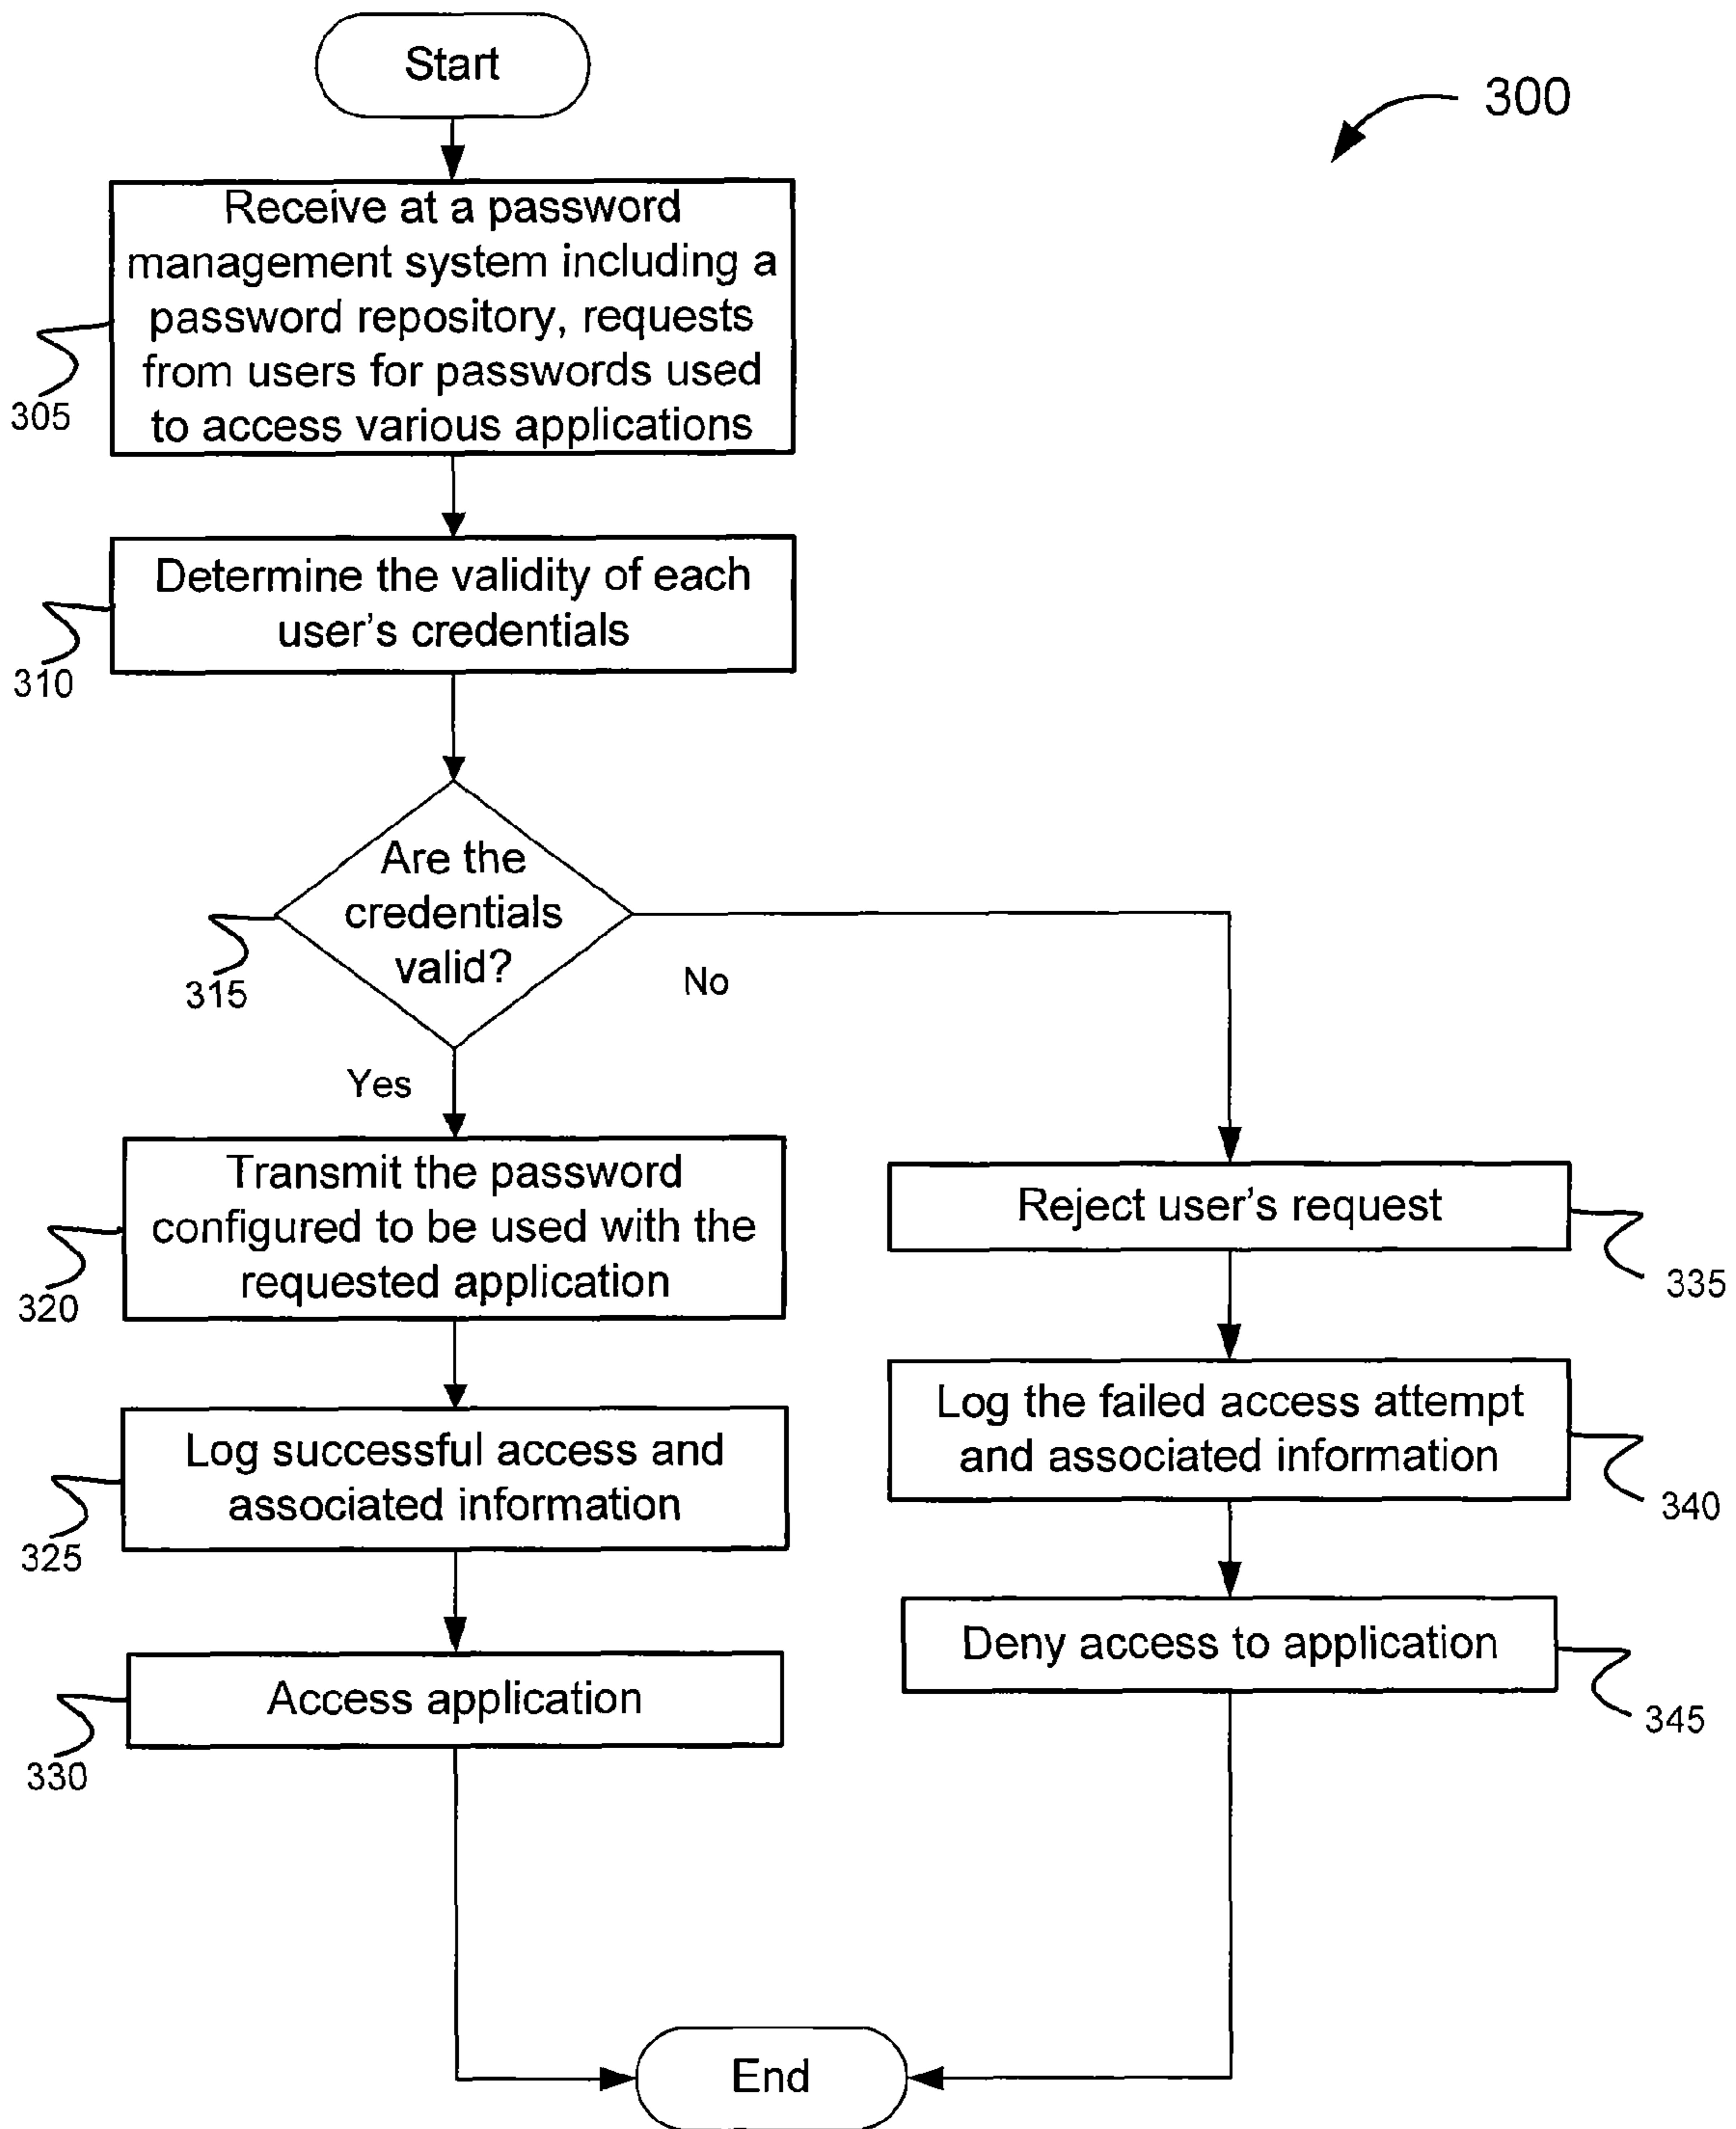 Start
300
Receive at a password
management system including a
password repository, requests
from users for passwords used
to access various applications
305
Determine the validity of each
user's credentials
310
Are the
credentials
valid?
315
No
Yes
Transmit the password
configured to be used with the
requested application
320
Reject user's request
335
Log successful access and
associated information
325
Log the failed access attempt
and associated information
340
Access application
330
Deny access to application
345
End